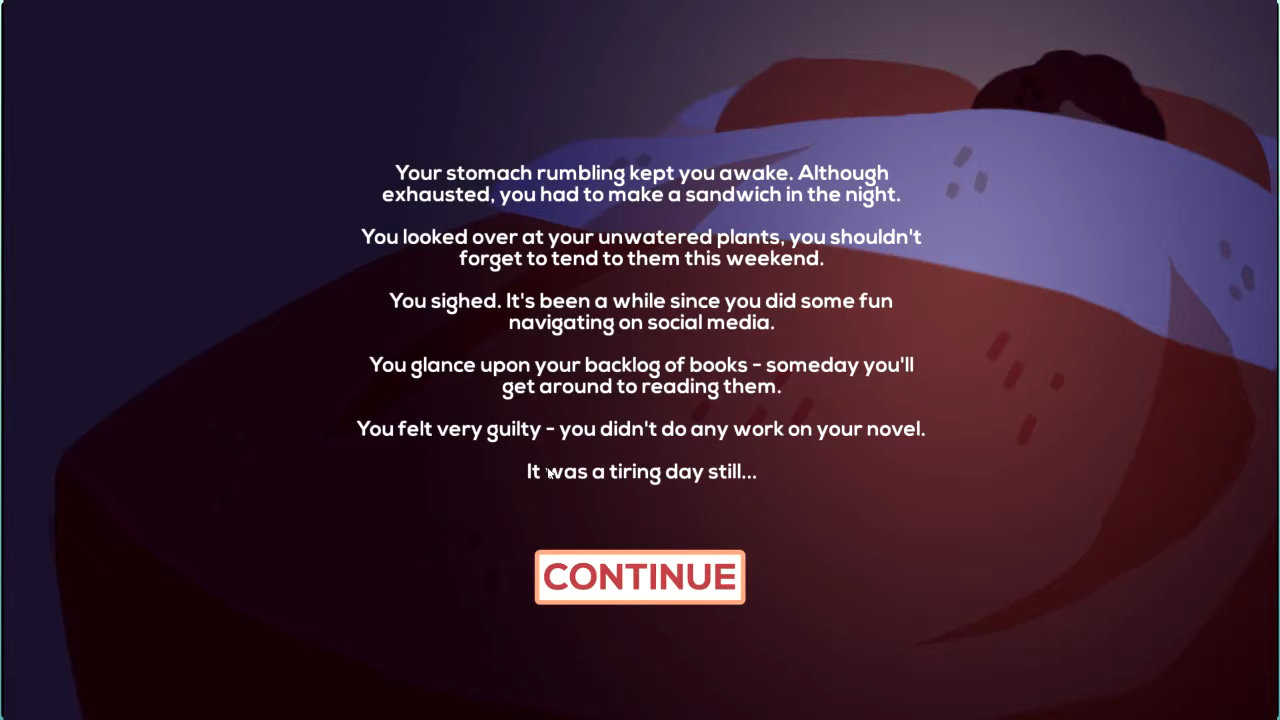 Your stomach rumbling kept you awake. Although
exhausted, you had to make a sandwich in the night.
You looked over at your unwatered plants, you shouldn't
forget to tend to them this weekend.
You sighed. It's been a while since you did some fun
navigating on social media.
You glance upon your backlog of books - someday you'll
get around to reading them.
You felt very guilty - you didn't do any work on your novel.
It was a tiring day still...
CONTINUE